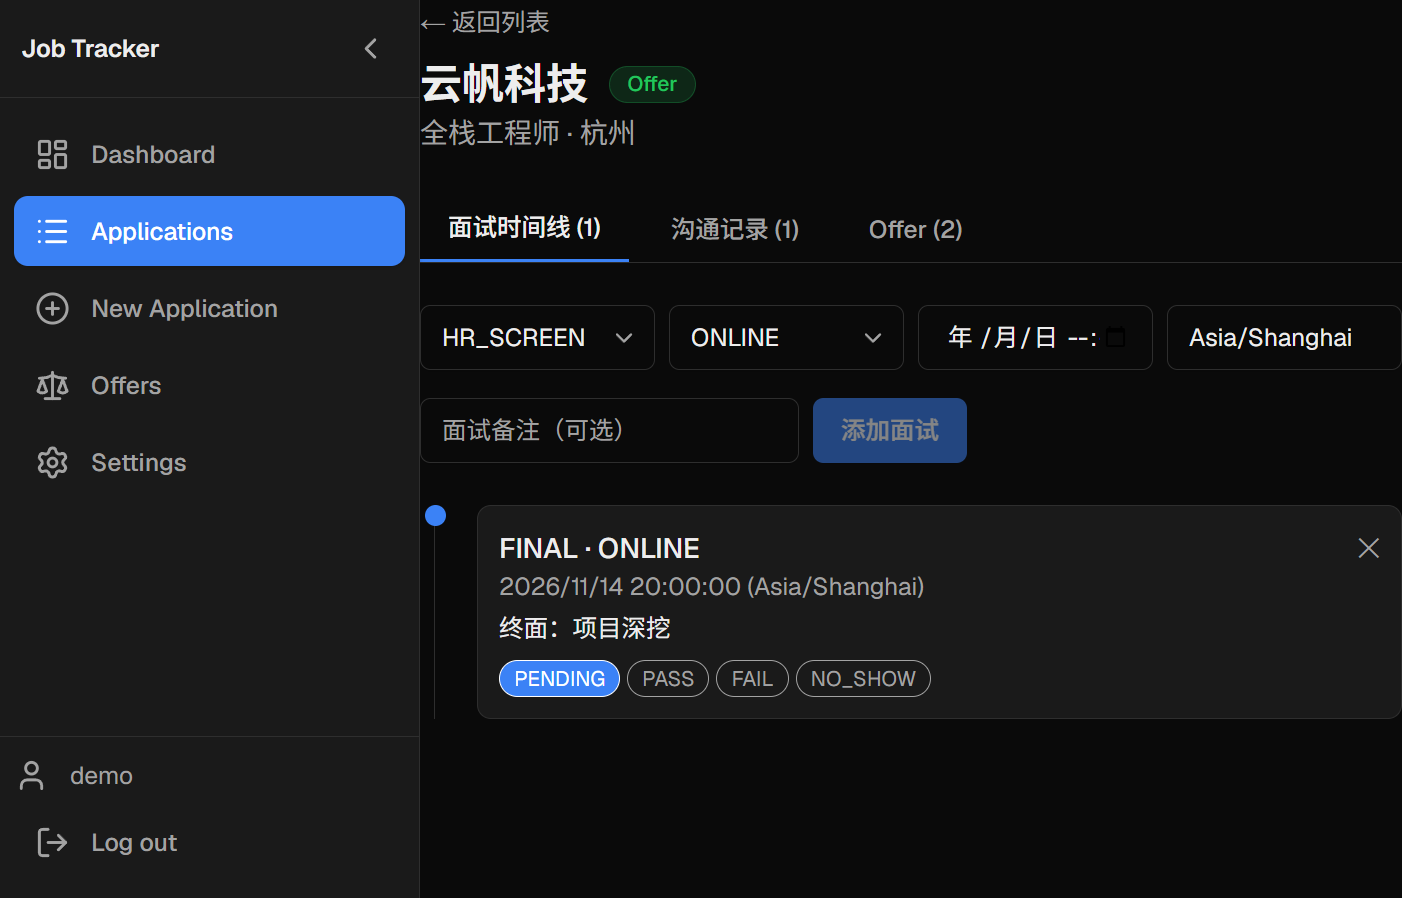 Job Tracker
Dashboard
Applications
New Application
Offers
Settings
demo
Log out
← 返回列表
云帆科技 Offer
全栈工程师 · 杭州
面试时间线 (1) 沟通记录 (1) Offer (2)
HR_SCREEN ONLINE 年 /月/日 --: Asia/Shanghai
面试备注（可选） 添加面试
FINAL · ONLINE
2026/11/14 20:00:00 (Asia/Shanghai)
终面：项目深挖
PENDING PASS FAIL NO_SHOW